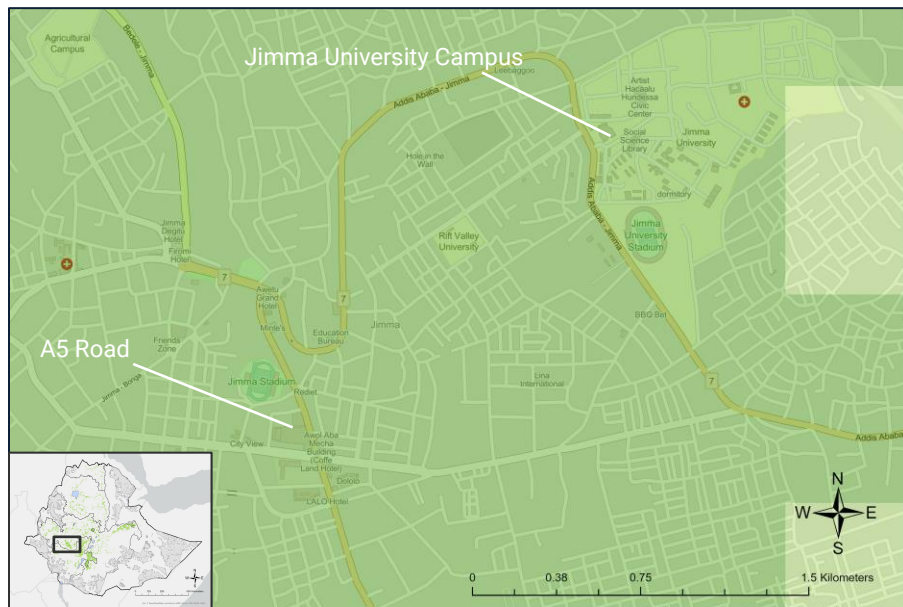 Agricultural
Campus
Bedele - Jimma
Jimma University Campus
Leebaggoo
Addis Ababa - Jimma
Artist
Hacaalu
Hundessa
Civic
Center
Social
Science
Library
Jimma
University
Hole in the
Wall
dormitory
Addis Ababa - Jimma
Jimma
University
Stadium
Rift Valley
University
Jimma
Degitu
Hotel
Firomi
Hotel
7
Awetu
Grand
Hotel
7
Minte's
Education
Bureau
Jimma
BBG Bet
A5 Road
Friends
Zone
Jimma Stadium
Rediet
Lina
International
7
Jimma - Bonga
City View
Awol Aba
Mecha
Building
(Coffe
Land Hotel)
Addis Ababa
Dololo
LALO Hotel
N
W
E
S
0
0.38
0.75
1.5 Kilometers